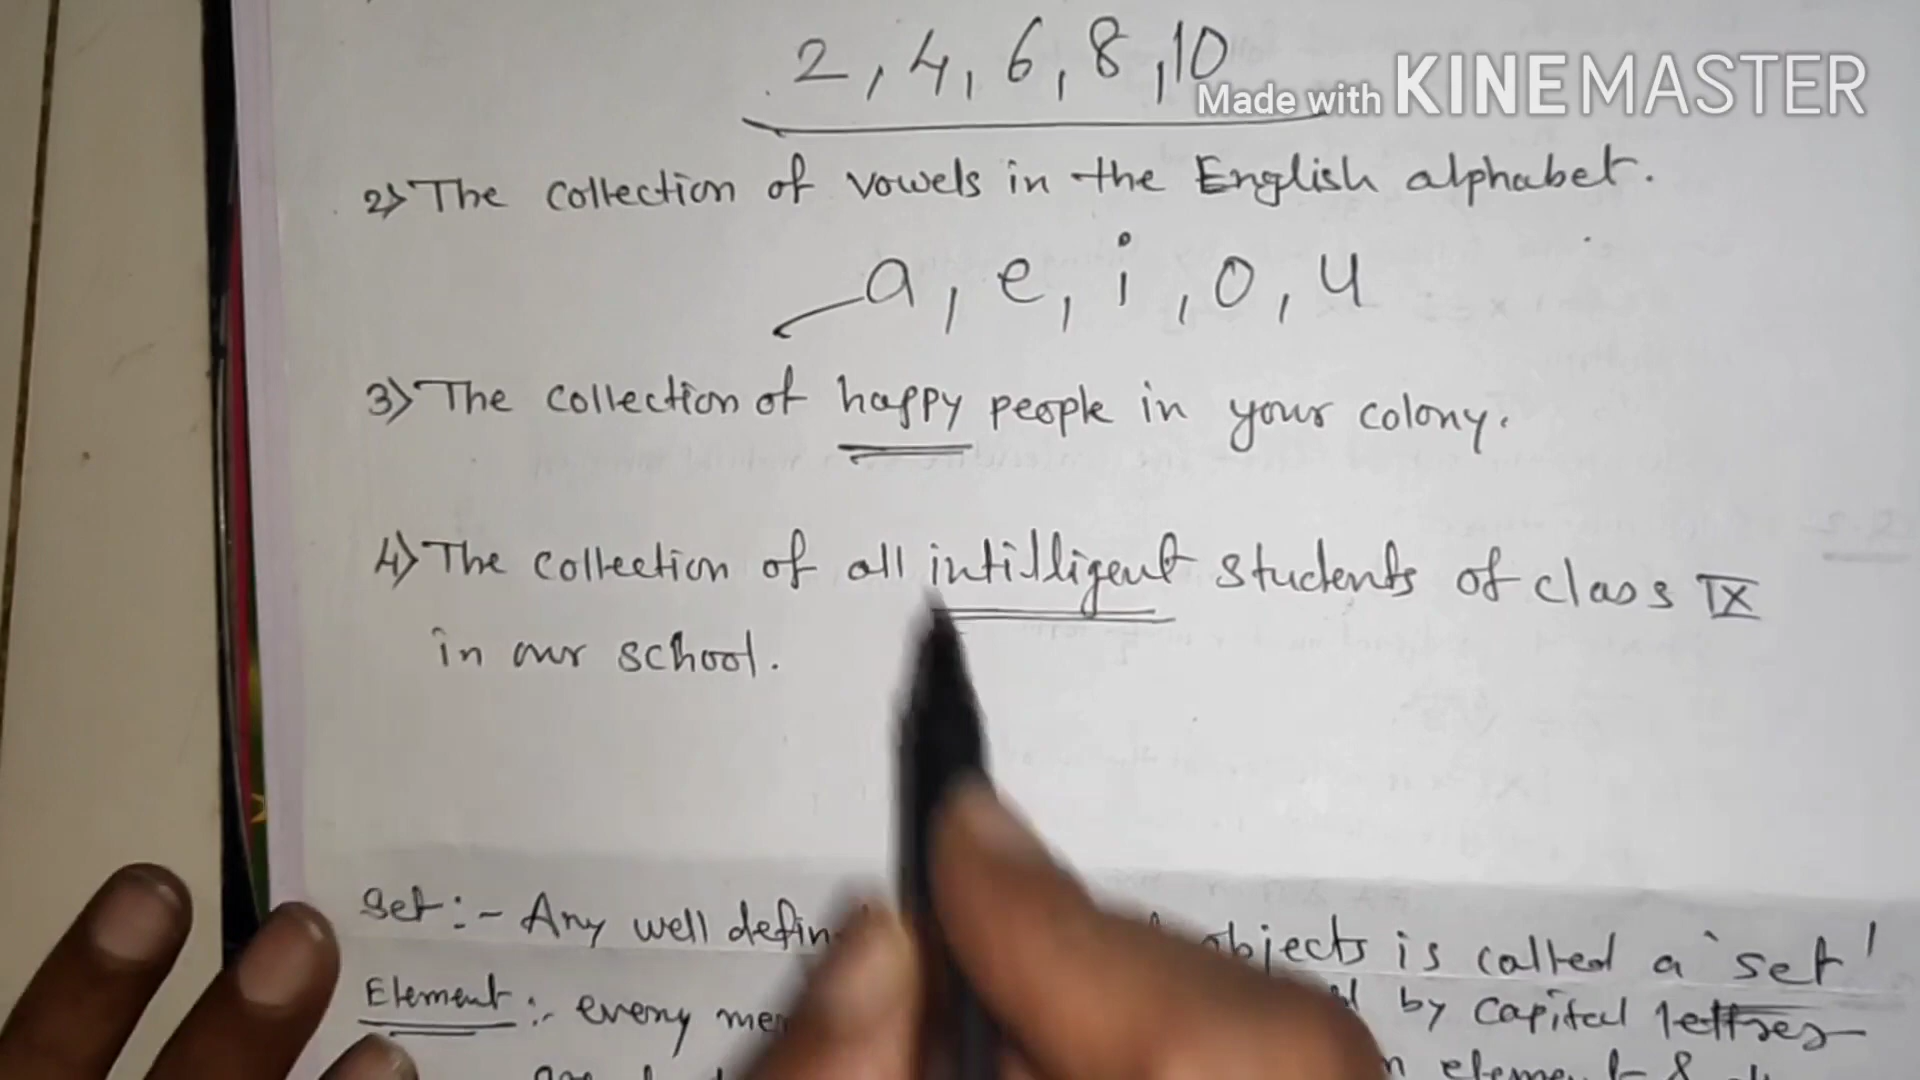 2, 4, 6, 8, 10
Made with KINEMASTER
2) The collection of vowels in the English alphabet.
a, e, i, o, u
3) The collection of happy people in your colony.
4) The collection of all intilligent students of class IX
in our school.
Set :- Any well defin objects is called a 'set'
Element :- every mem by capital
element &